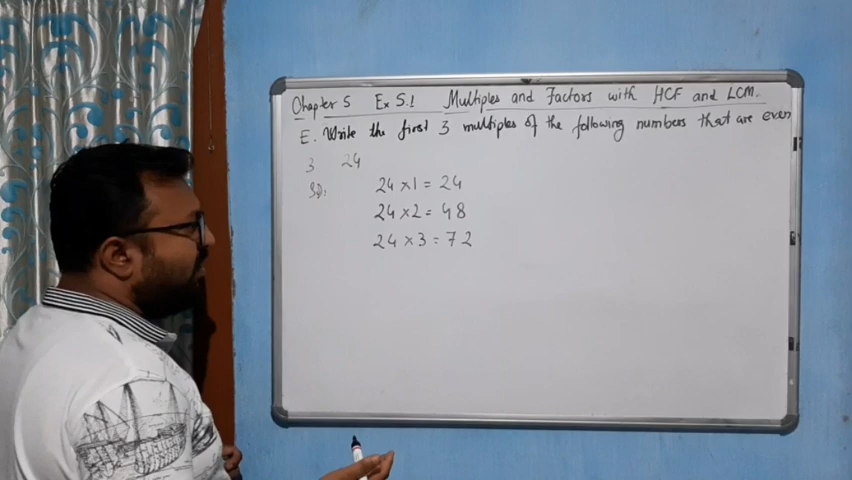 Chapter 5 Ex 5.1 Multiples and Factors with HCF and LCM.
E. Write the first 3 multiples of the following numbers that are even
3 24
Sol:
24 × 1 = 24
24 × 2 = 48
24 × 3 = 72